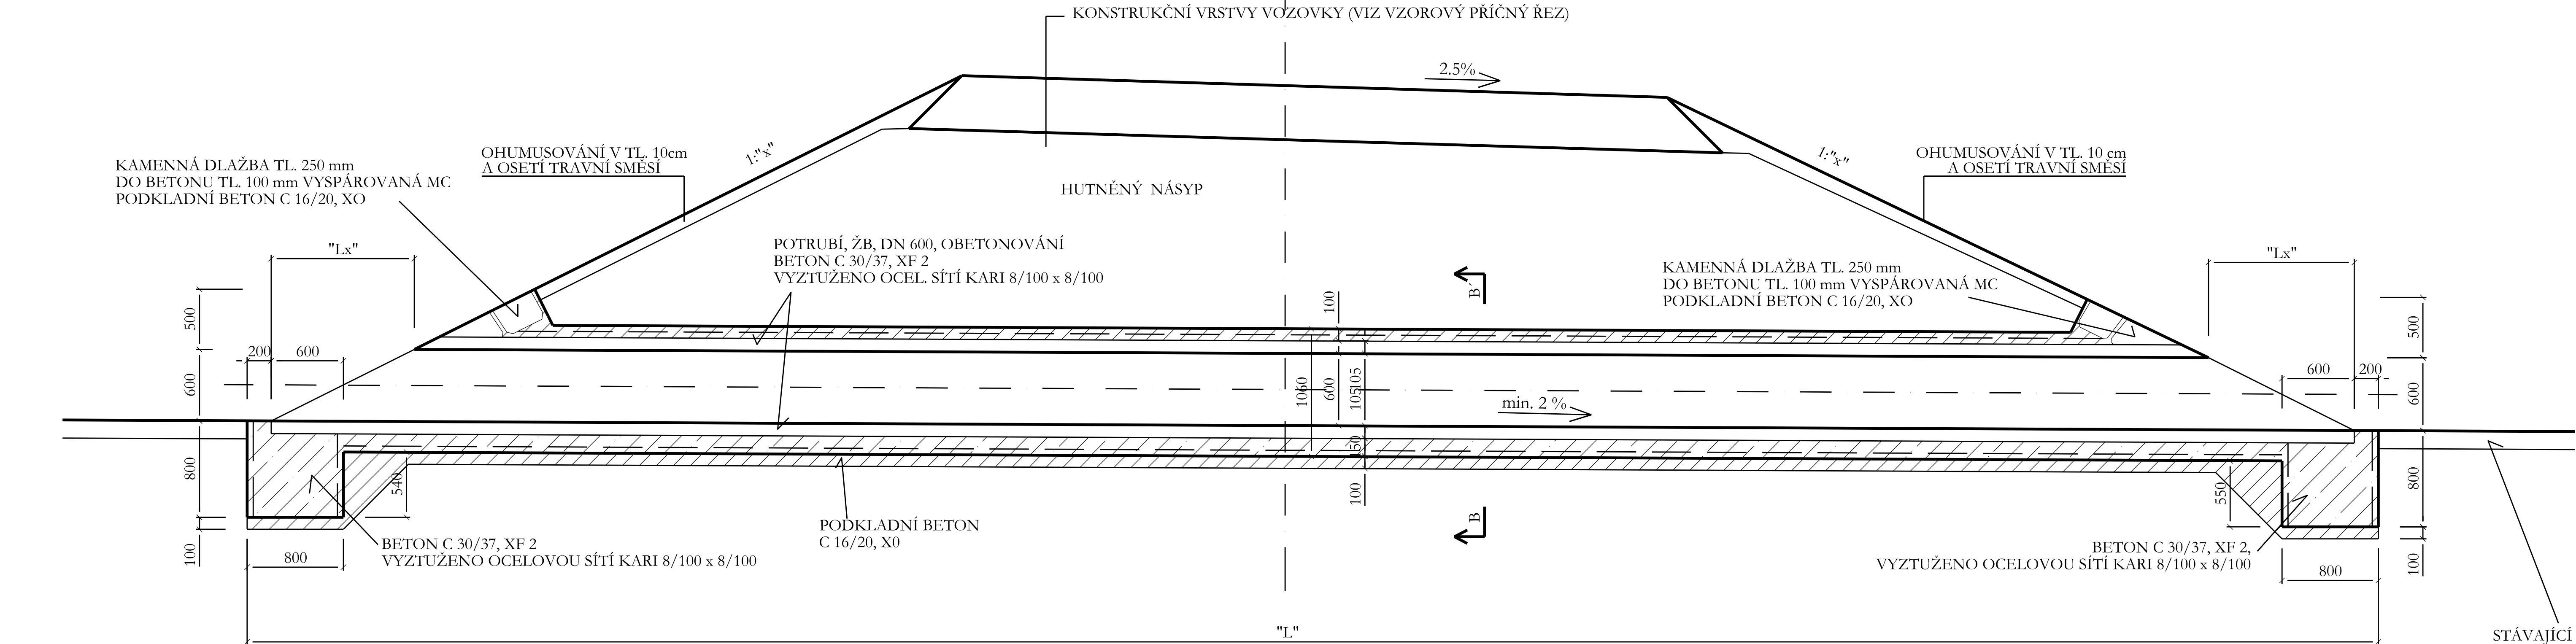 KONSTRUKČNÍ VRSTVY VOZOVKY (VIZ VZOROVÝ PŘÍČNÝ ŘEZ)
2.5%
KAMENNÁ DLAŽBA TL. 250 mm
DO BETONU TL. 100 mm VYSPÁROVANÁ MC
PODKLADNÍ BETON C 16/20, XO
OHUMUSOVÁNÍ V TL. 10cm
A OSETÍ TRAVNÍ SMĚSÍ
1:"x"
1:"x"
OHUMUSOVÁNÍ V TL. 10 cm
A OSETÍ TRAVNÍ SMĚSÍ
HUTNĚNÝ NÁSYP
"Lx"
POTRUBÍ, ŽB, DN 600, OBETONOVÁNÍ
BETON C 30/37, XF 2
VYZTUŽENO OCEL. SÍTÍ KARI 8/100 x 8/100
B´
KAMENNÁ DLAŽBA TL. 250 mm
DO BETONU TL. 100 mm VYSPÁROVANÁ MC
PODKLADNÍ BETON C 16/20, XO
"Lx"
500
100
500
200
600
600
200
600
1060
600
105
105
600
min. 2 %
800
540
150
100
550
800
B
PODKLADNÍ BETON
C 16/20, X0
BETON C 30/37, XF 2
VYZTUŽENO OCELOVOU SÍTÍ KARI 8/100 x 8/100
BETON C 30/37, XF 2,
VYZTUŽENO OCELOVOU SÍTÍ KARI 8/100 x 8/100
100
800
800
100
"L"
STÁVAJÍCÍ